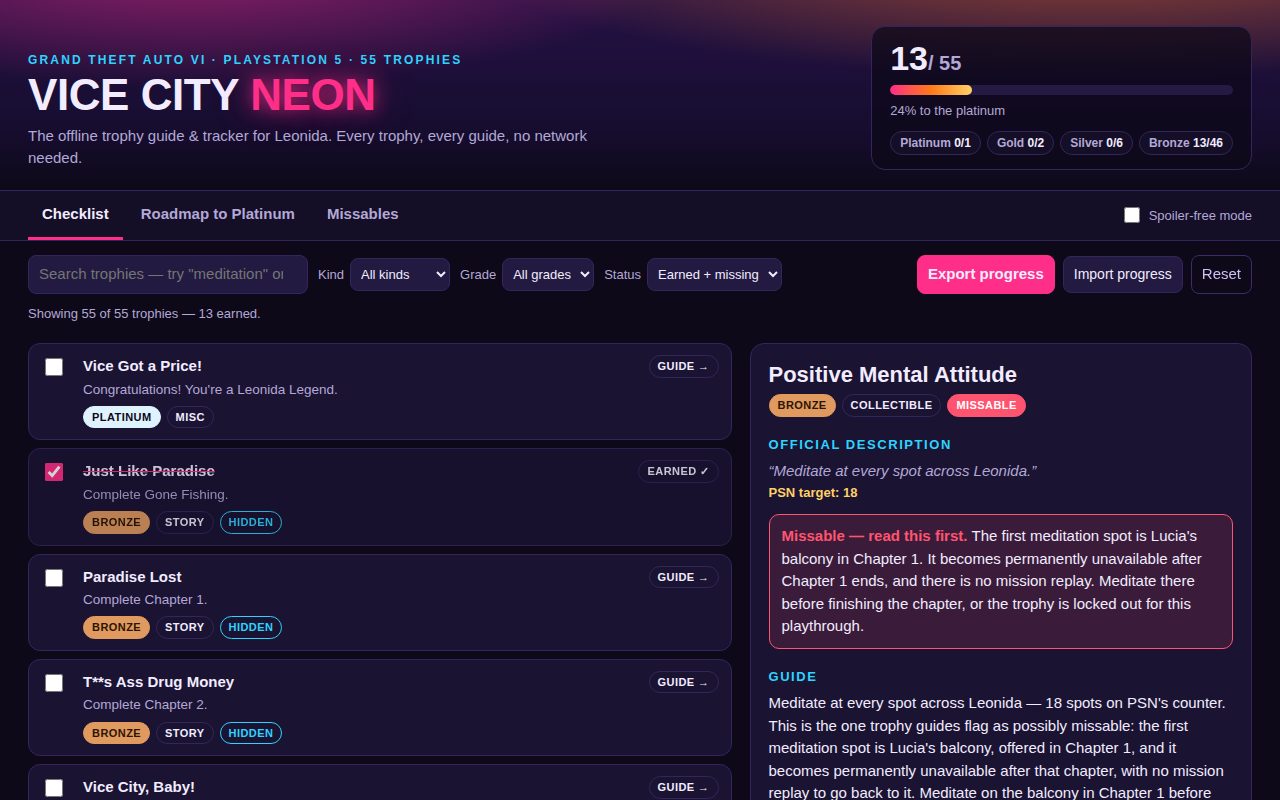 GRAND THEFT AUTO VI · PLAYSTATION 5 · 55 TROPHIES
VICE CITY NEON
The offline trophy guide & tracker for Leonida. Every trophy, every guide, no network
needed.
13/ 55
24% to the platinum
Platinum 0/1
Gold 0/2
Silver 0/6
Bronze 13/46
Checklist
Roadmap to Platinum
Missables
Spoiler-free mode
Search trophies — try "meditation" or
Kind
All kinds
Grade
All grades
Status
Earned + missing
Export progress
Import progress
Reset
Showing 55 of 55 trophies — 13 earned.
Vice Got a Price!
GUIDE →
Congratulations! You're a Leonida Legend.
PLATINUM
MISC
Just Like Paradise
EARNED ✓
Complete Gone Fishing.
BRONZE
STORY
HIDDEN
Paradise Lost
GUIDE →
Complete Chapter 1.
BRONZE
STORY
HIDDEN
T**s Ass Drug Money
GUIDE →
Complete Chapter 2.
BRONZE
STORY
HIDDEN
Vice City, Baby!
GUIDE →
Positive Mental Attitude
BRONZE
COLLECTIBLE
MISSABLE
OFFICIAL DESCRIPTION
“Meditate at every spot across Leonida.”
PSN target: 18
Missable — read this first. The first meditation spot is Lucia's
balcony in Chapter 1. It becomes permanently unavailable after
Chapter 1 ends, and there is no mission replay. Meditate there
before finishing the chapter, or the trophy is locked out for this
playthrough.
GUIDE
Meditate at every spot across Leonida — 18 spots on PSN's counter.
This is the one trophy guides flag as possibly missable: the first
meditation spot is Lucia's balcony, offered in Chapter 1, and it
becomes permanently unavailable after that chapter, with no mission
replay to go back to it. Meditate on the balcony in Chapter 1 before